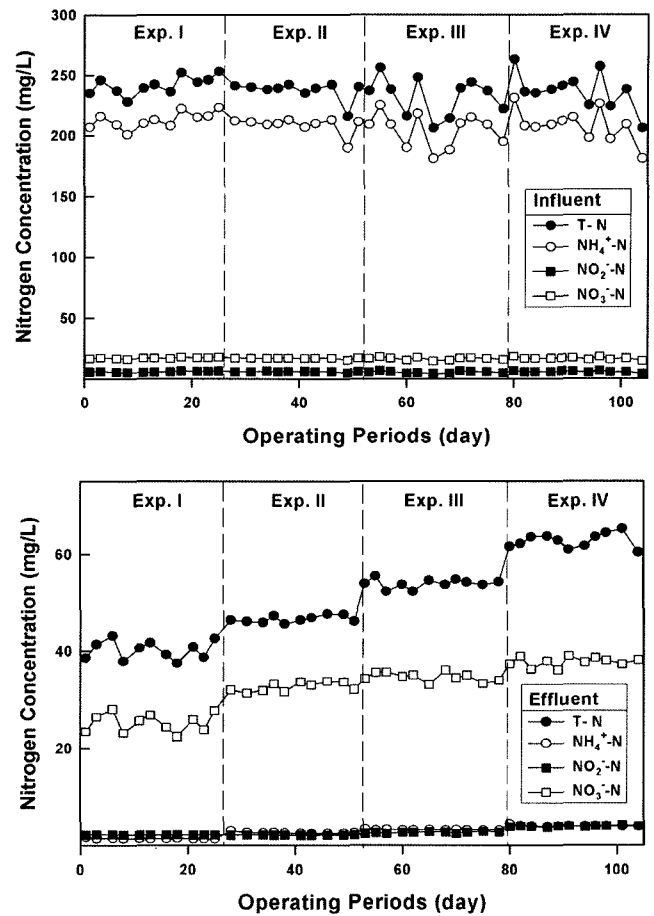 300
250
200
150
100
50
Nitrogen Concentration (mg/L)
Exp. I
Exp. II
Exp. III
Exp. IV
Influent
T- N
NH₄⁺-N
NO₂⁻-N
NO₃⁻-N
0
20
40
60
80
100
Operating Periods (day)
60
40
20
Nitrogen Concentration (mg/L)
Exp. I
Exp. II
Exp. III
Exp. IV
Effluent
T- N
NH₄⁺-N
NO₂⁻-N
NO₃⁻-N
0
20
40
60
80
100
Operating Periods (day)